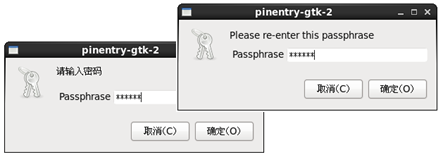 pinentry-gtk-2
请输入密码
Passphrase ******
取消(C) 确定(O)
pinentry-gtk-2
Please re-enter this passphrase
Passphrase ******
取消(C) 确定(O)